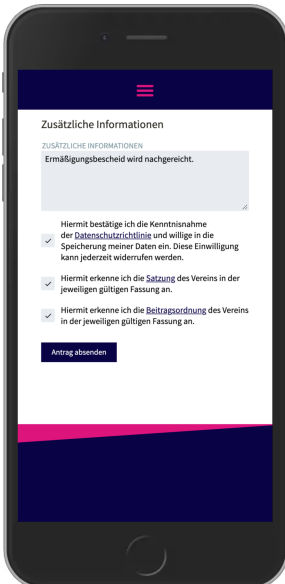 Zusätzliche Informationen
ZUSÄTZLICHE INFORMATIONEN
Ermäßigungsbescheid wird nachgereicht.
Hiermit bestätige ich die Kenntnisnahme
der Datenschutzrichtlinie und willige in die
Speicherung meiner Daten ein. Diese Einwilligung
kann jederzeit widerrufen werden.
Hiermit erkenne ich die Satzung des Vereins in der
jeweiligen gültigen Fassung an.
Hiermit erkenne ich die Beitragsordnung des Vereins
in der jeweiligen gültigen Fassung an.
Antrag absenden